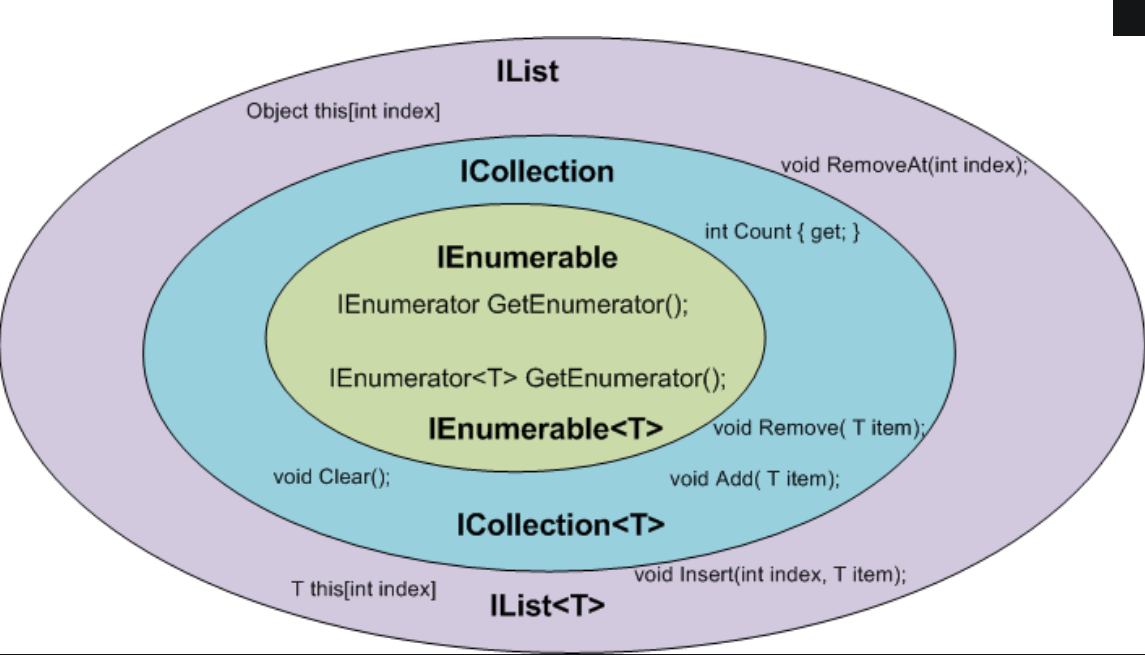 IList
Object this[int index]
void RemoveAt(int index);
ICollection
int Count { get; }
IEnumerable
IEnumerator GetEnumerator();
IEnumerator<T> GetEnumerator();
IEnumerable<T>
void Remove( T item);
void Clear();
void Add( T item);
ICollection<T>
void Insert(int index, T item);
T this[int index]
IList<T>